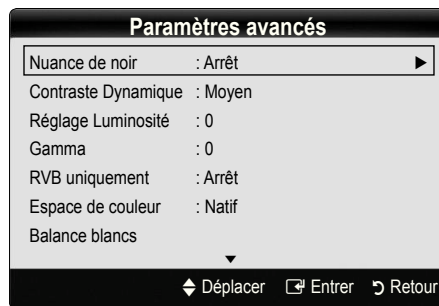 Paramètres avancés
Nuance de noir : Arrêt
Contraste Dynamique : Moyen
Réglage Luminosité : 0
Gamma : 0
RVB uniquement : Arrêt
Espace de couleur : Natif
Balance blancs
Déplacer Entrer Retour